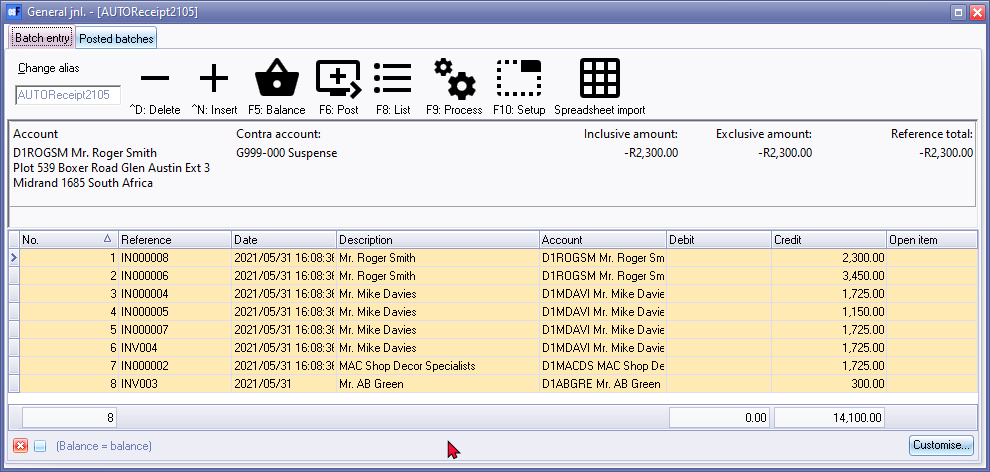 General jnl. - [AUTOReceipt2105]
Batch entry Posted batches
Change alias
AUTOReceipt2105
^D: Delete ^N: Insert F5: Balance F6: Post F8: List F9: Process F10: Setup Spreadsheet import
Account Contra account: Inclusive amount: Exclusive amount: Reference total:
D1ROGSM Mr. Roger Smith G999-000 Suspense -R2,300.00 -R2,300.00 -R2,300.00
Plot 539 Boxer Road Glen Austin Ext 3
Midrand 1685 South Africa
No. Reference Date Description Account Debit Credit Open item
1 IN000008 2021/05/31 16:08:36 Mr. Roger Smith D1ROGSM Mr. Roger Sm 2,300.00
2 IN000006 2021/05/31 16:08:36 Mr. Roger Smith D1ROGSM Mr. Roger Sm 3,450.00
3 IN000004 2021/05/31 16:08:36 Mr. Mike Davies D1MDAVI Mr. Mike Davie 1,725.00
4 IN000005 2021/05/31 16:08:36 Mr. Mike Davies D1MDAVI Mr. Mike Davie 1,150.00
5 IN000007 2021/05/31 16:08:36 Mr. Mike Davies D1MDAVI Mr. Mike Davie 1,725.00
6 INV004 2021/05/31 16:08:36 Mr. Mike Davies D1MDAVI Mr. Mike Davie 1,725.00
7 IN000002 2021/05/31 16:08:36 MAC Shop Decor Specialists D1MACDS MAC Shop De 1,725.00
8 INV003 2021/05/31 Mr. AB Green D1ABGRE Mr. AB Green 300.00
8 0.00 14,100.00
(Balance = balance) Customise...